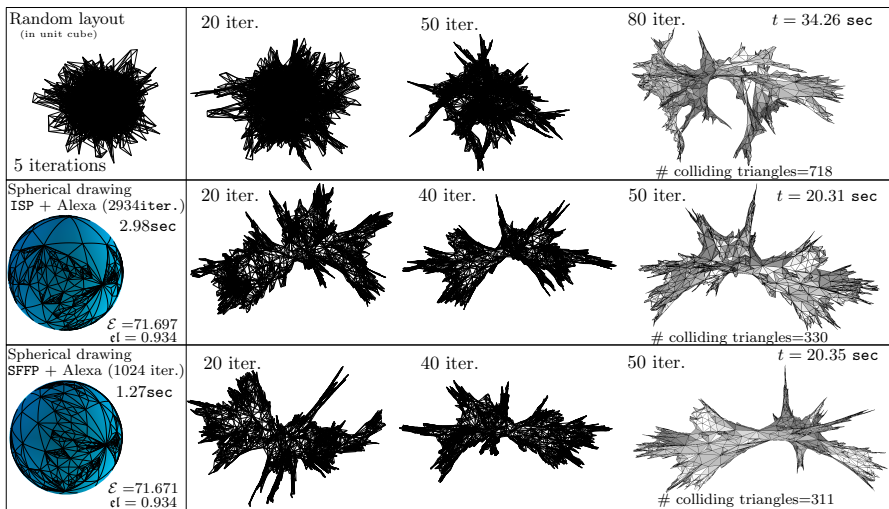 Random layout
(in unit cube)
5 iterations
20 iter.
50 iter.
80 iter.
t = 34.26 sec
# colliding triangles=718
Spherical drawing
ISP + Alexa (2934iter.)
2.98sec
ℰ =71.697
𝔢𝔩 = 0.934
20 iter.
40 iter.
50 iter.
t = 20.31 sec
# colliding triangles=330
Spherical drawing
SFFP + Alexa (1024 iter.)
1.27sec
ℰ =71.671
𝔢𝔩 = 0.934
20 iter.
40 iter.
50 iter.
t = 20.35 sec
# colliding triangles=311